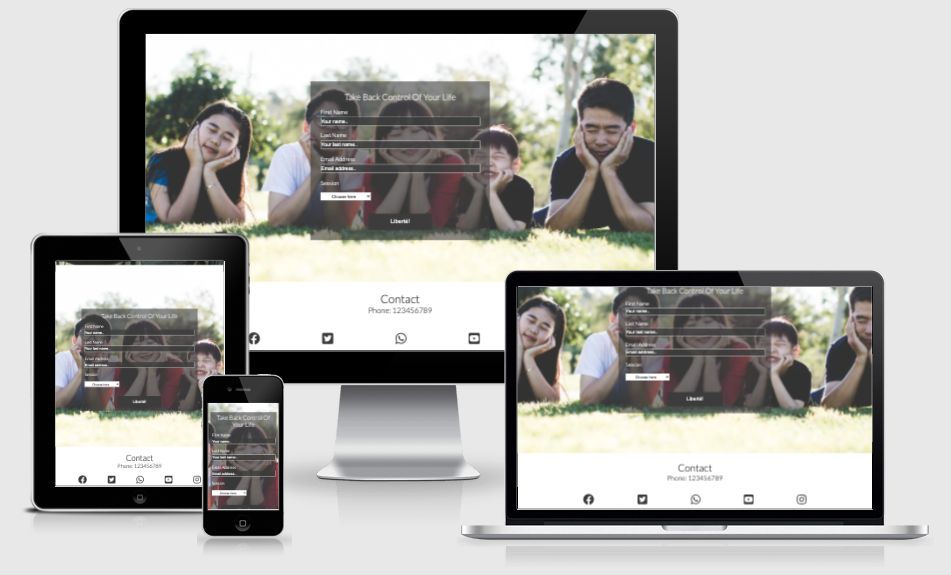 Take Back Control Of Your Life
First Name
Your name..
Last Name
Your last name..
Email Address
Email address..
Session
Choose here
Liberté!
Contact
Phone: 123456789
Take Back Control Of Your Life
First Name
Your name..
Last Name
Your last name..
Email Address
Email address..
Session
Choose here
Liberté!
Contact
Phone: 123456789
Take Back Control Of
Your Life
First Name
Your name..
Last Name
Your last name..
Email Address
Email address..
Session
Choose here
Take Back Control Of Your Life
First Name
Your name..
Last Name
Your last name..
Email Address
Email address..
Session
Choose here
Liberté!
Contact
Phone: 123456789